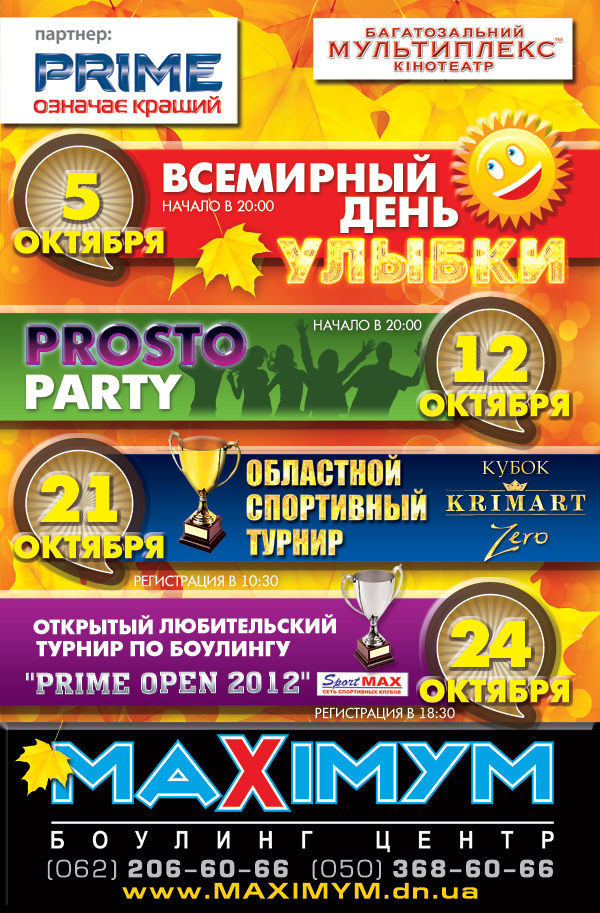 партнер:
PRIME
ОЗНАЧАЄ КРАЩИЙ
БАГАТОЗАЛЬНИЙ
МУЛЬТИПЛЕКС™
КІНОТЕАТР
5
ОКТЯБРЯ
ВСЕМИРНЫЙ
НАЧАЛО В 20:00
ДЕНЬ
УЛЫБКИ
PROSTO
PARTY
НАЧАЛО В 20:00
12
ОКТЯБРЯ
21
ОКТЯБРЯ
ОБЛАСТНОЙ
СПОРТИВНЫЙ
ТУРНИР
КУБОК
KRIMART
Zero
РЕГИСТРАЦИЯ В 10:30
ОТКРЫТЫЙ ЛЮБИТЕЛЬСКИЙ
ТУРНИР ПО БОУЛИНГУ
"PRIME OPEN 2012"
Sport MAX
СЕТЬ СПОРТИВНЫХ КЛУБОВ
24
ОКТЯБРЯ
РЕГИСТРАЦИЯ В 18:30
МАХІМУМ
БОУЛИНГ ЦЕНТР
(062) 206-60-66 (050) 368-60-66
www.MAXIMYM.dn.ua